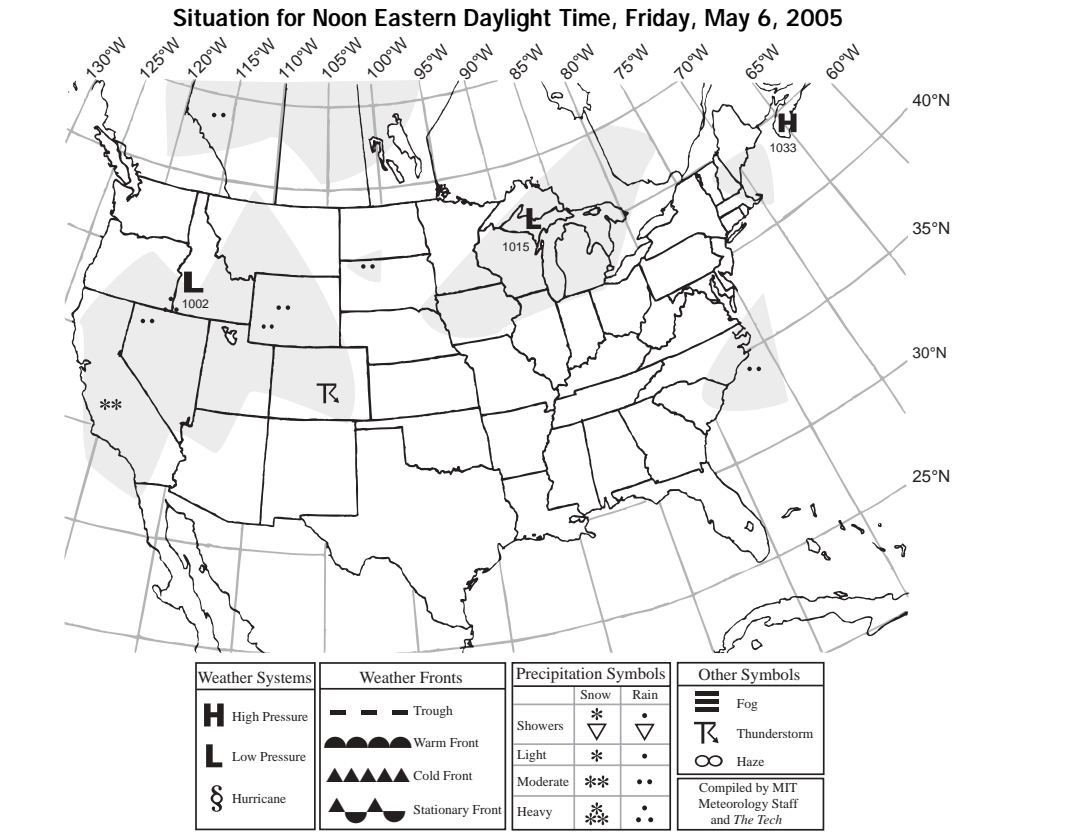 Situation for Noon Eastern Daylight Time, Friday, May 6, 2005
130°W
125°W
120°W
115°W
110°W
105°W
100°W
95°W
90°W
85°W
80°W
75°W
70°W
65°W
60°W
40°N
H
1033
35°N
L
1015
L
1002
30°N
25°N
Weather Systems
H High Pressure
L Low Pressure
§ Hurricane
Weather Fronts
Trough
Warm Front
Cold Front
Stationary Front
Precipitation Symbols
Snow Rain
Showers
Light
Moderate
Heavy
Other Symbols
Fog
Thunderstorm
Haze
Compiled by MIT
Meteorology Staff
and The Tech